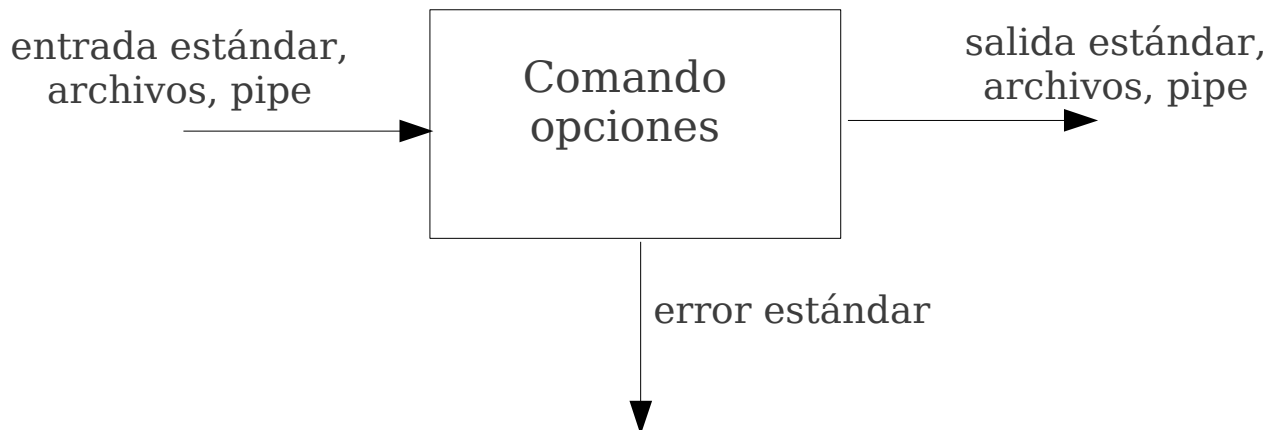 entrada estándar,
archivos, pipe
Comando
opciones
salida estándar,
archivos, pipe
error estándar